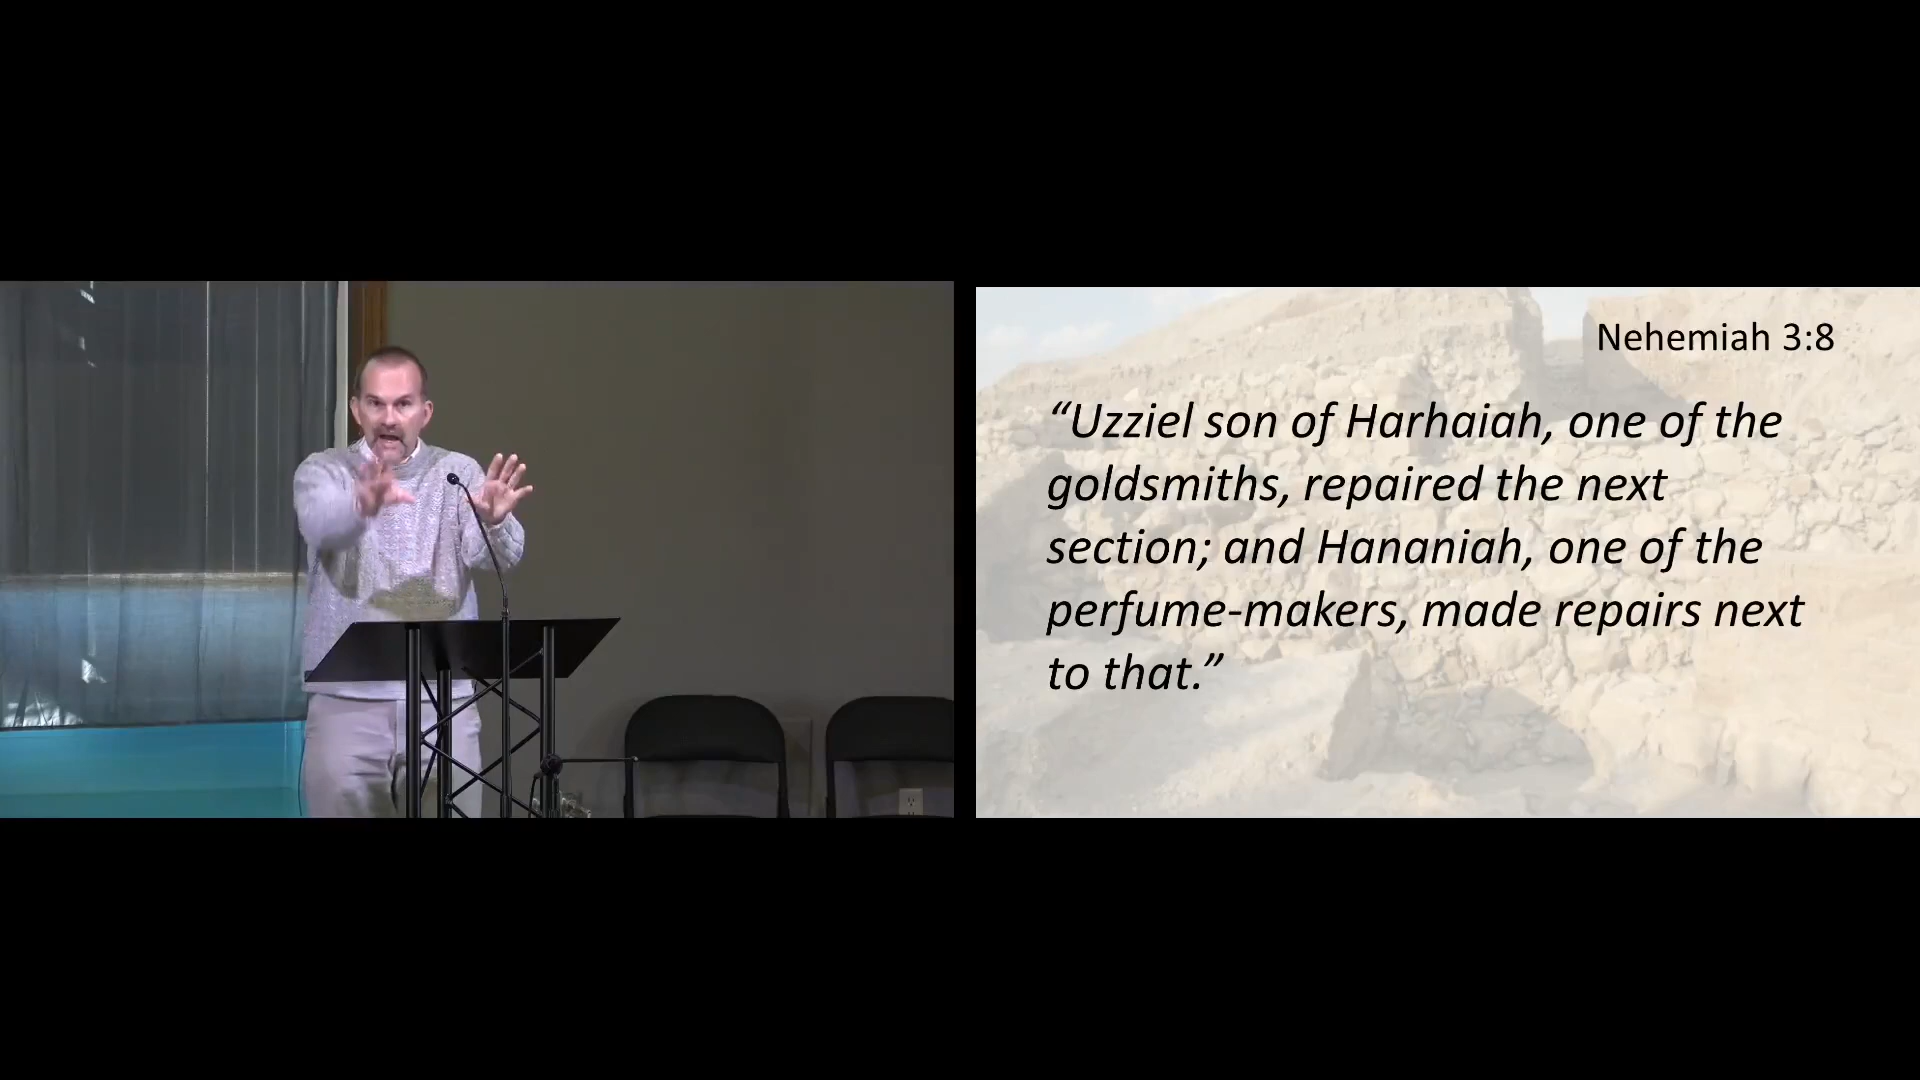 Nehemiah 3:8
“Uzziel son of Harhaiah, one of the
goldsmiths, repaired the next
section; and Hananiah, one of the
perfume-makers, made repairs next
to that.”